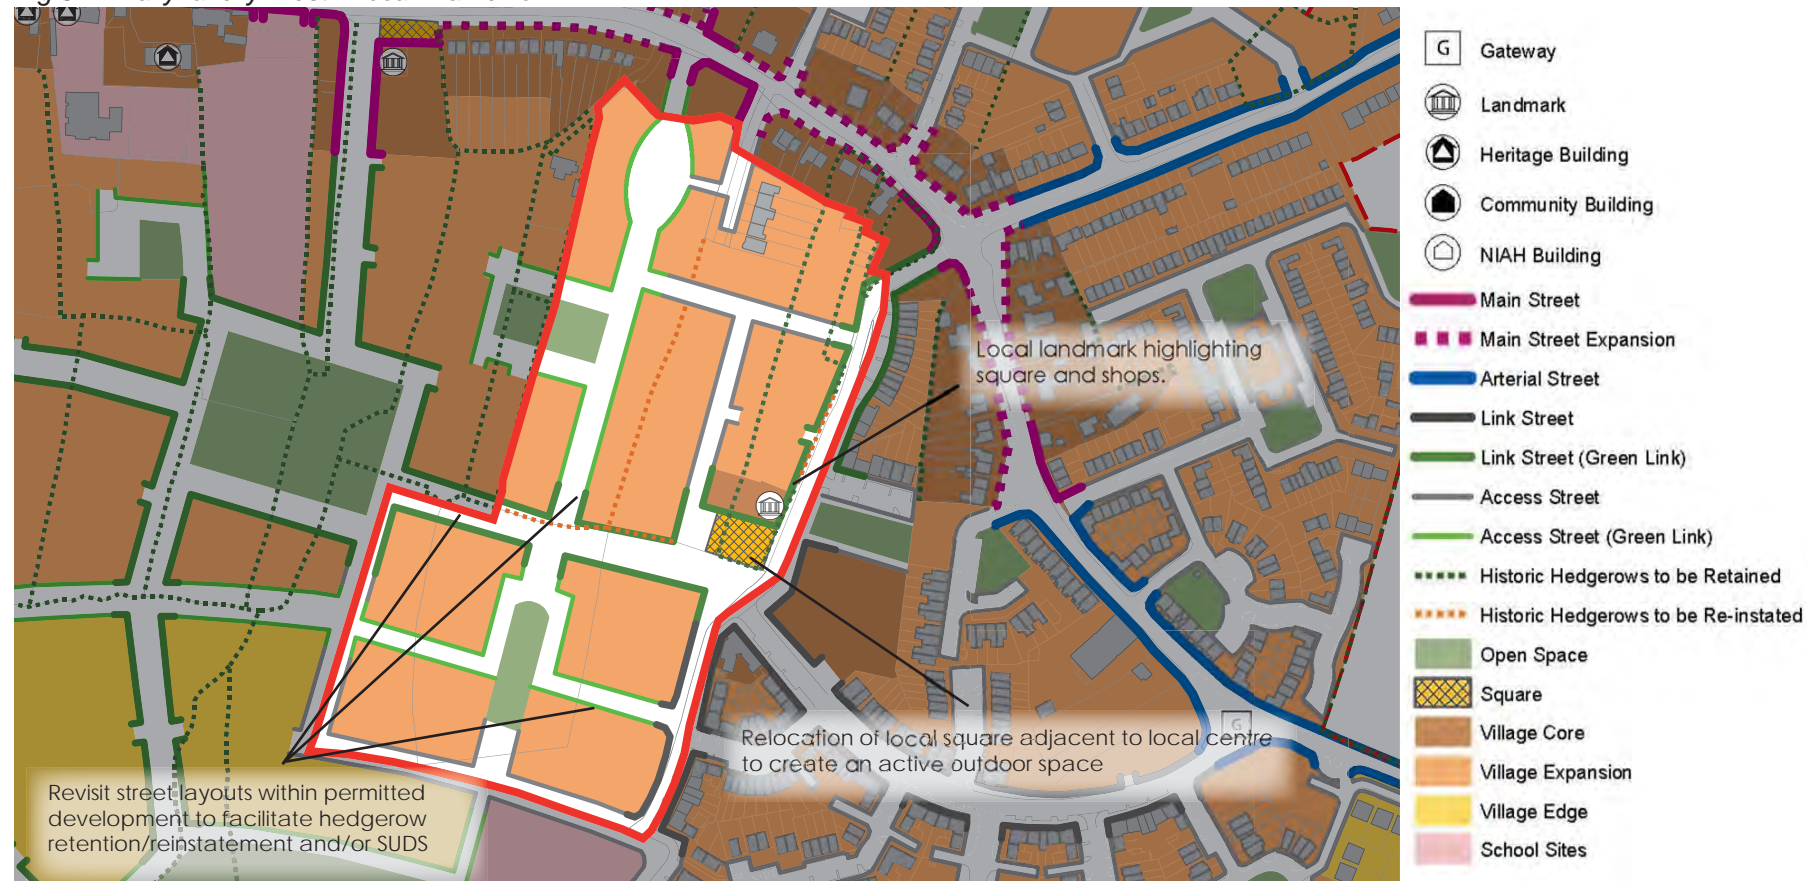 Local landmark highlighting
square and shops.
Relocation of local square adjacent to local centre
to create an active outdoor space
Revisit street layouts within permitted
development to facilitate hedgerow
retention/reinstatement and/or SUDS
G
G Gateway
Landmark
Heritage Building
Community Building
NIAH Building
Main Street
Main Street Expansion
Arterial Street
Link Street
Link Street (Green Link)
Access Street
Access Street (Green Link)
Historic Hedgerows to be Retained
Historic Hedgerows to be Re-instated
Open Space
Square
Village Core
Village Expansion
Village Edge
School Sites